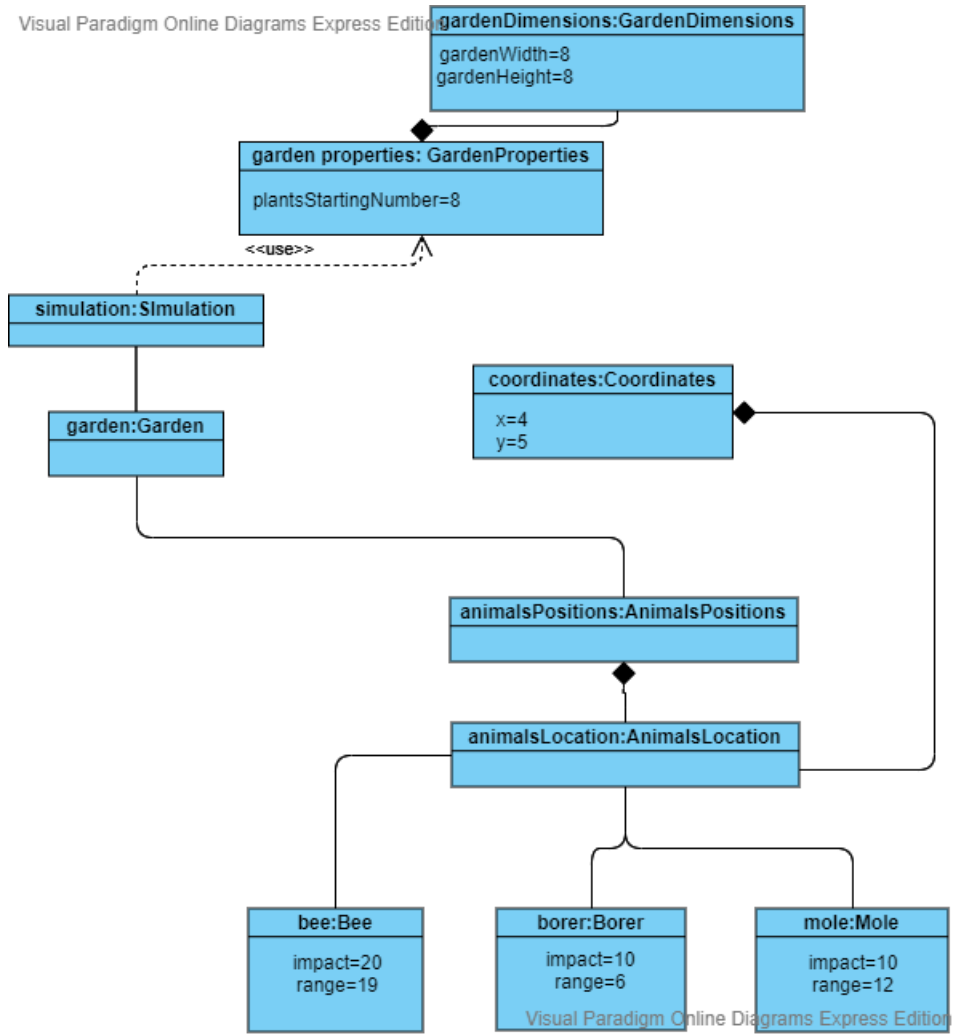 Visual Paradigm Online Diagrams Express Edition
gardenDimensions:GardenDimensions
gardenWidth=8
gardenHeight=8
garden properties: GardenProperties
plantsStartingNumber=8
<<use>>
simulation:SImulation
coordinates:Coordinates
x=4
y=5
garden:Garden
animalsPositions:AnimalsPositions
animalsLocation:AnimalsLocation
bee:Bee
impact=20
range=19
borer:Borer
impact=10
range=6
mole:Mole
impact=10
range=12
Visual Paradigm Online Diagrams Express Edition